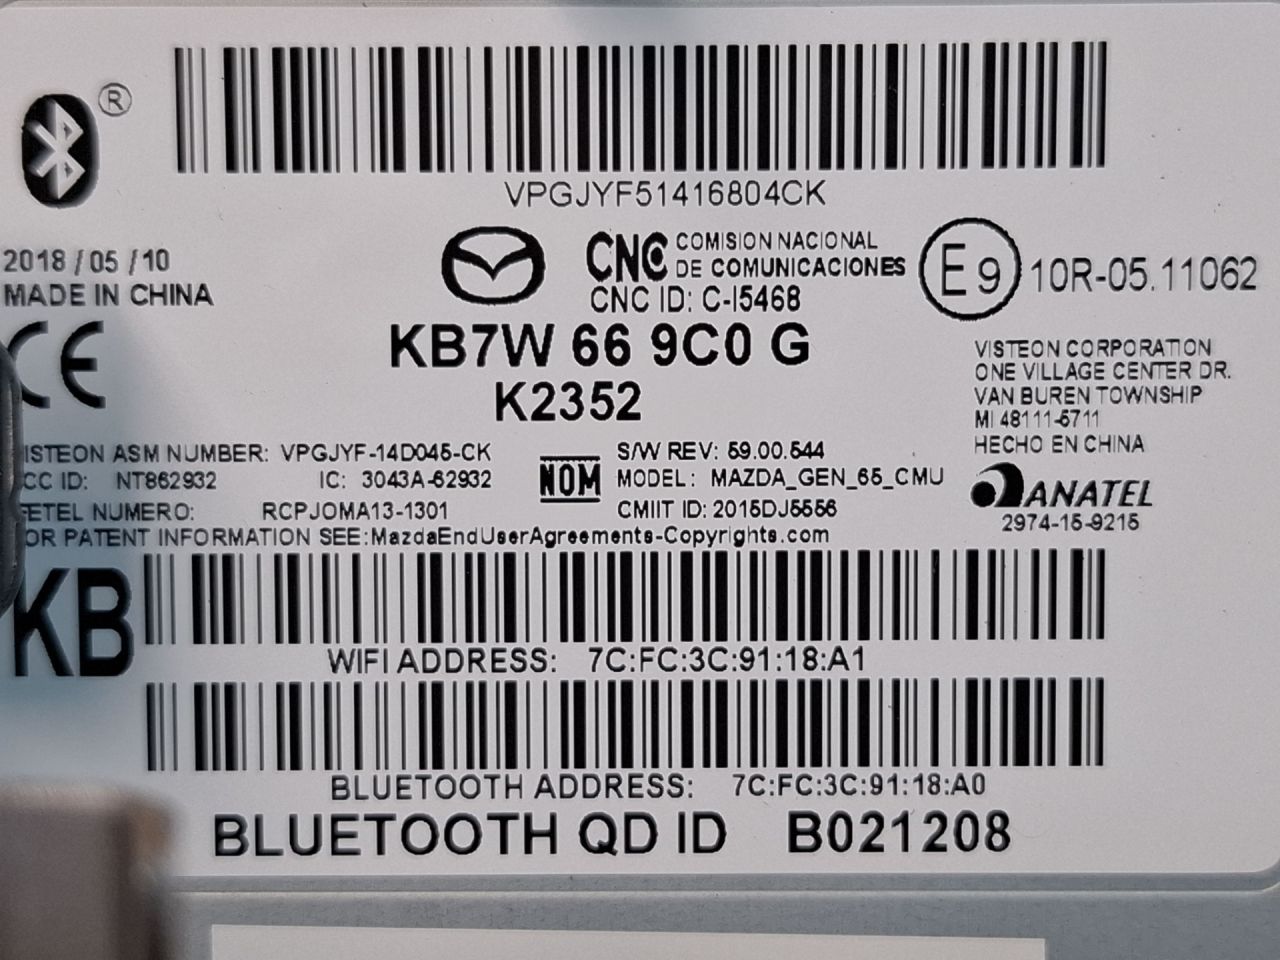 ®
VPGJYF51416804CK
2018 / 05 / 10
MADE IN CHINA
CNC COMISION NACIONAL
DE COMUNICACIONES
CNC ID: C-I5468
E9 10R-05.11062
CE
KB7W 66 9C0 G
K2352
VISTEON CORPORATION
ONE VILLAGE CENTER DR.
VAN BUREN TOWNSHIP
MI 48111-5711
HECHO EN CHINA
ISTEON ASM NUMBER: VPGJYF-14D045-CK
CC ID: NT862932 IC: 3043A-62932
FETEL NUMERO: RCPJOMA13-1301
NOM
S/W REV: 59.00.544
MODEL: MAZDA_GEN_65_CMU
CMIIT ID: 2015DJ5556
ANATEL
2974-15-9215
OR PATENT INFORMATION SEE:MazdaEndUserAgreements-Copyrights.com
KB
WIFI ADDRESS: 7C:FC:3C:91:18:A1
BLUETOOTH ADDRESS: 7C:FC:3C:91:18:A0
BLUETOOTH QD ID B021208